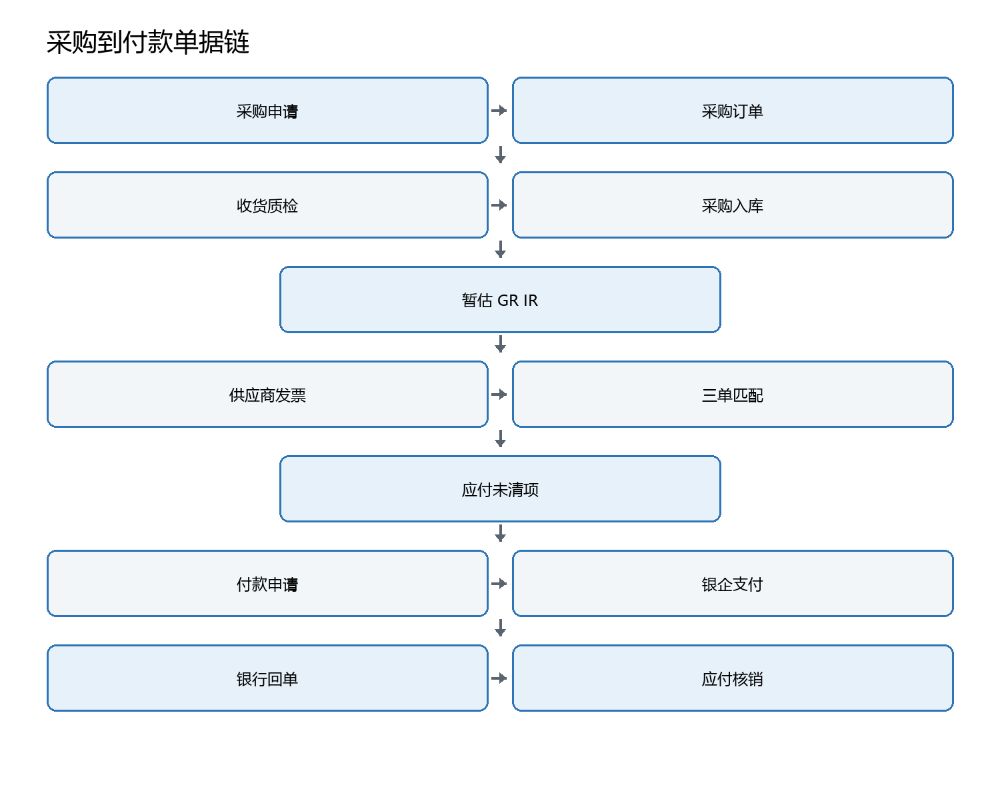 采购到付款单据链
采购申请
采购订单
收货质检
采购入库
暂估 GR IR
供应商发票
三单匹配
应付未清项
付款申请
银企支付
银行回单
应付核销